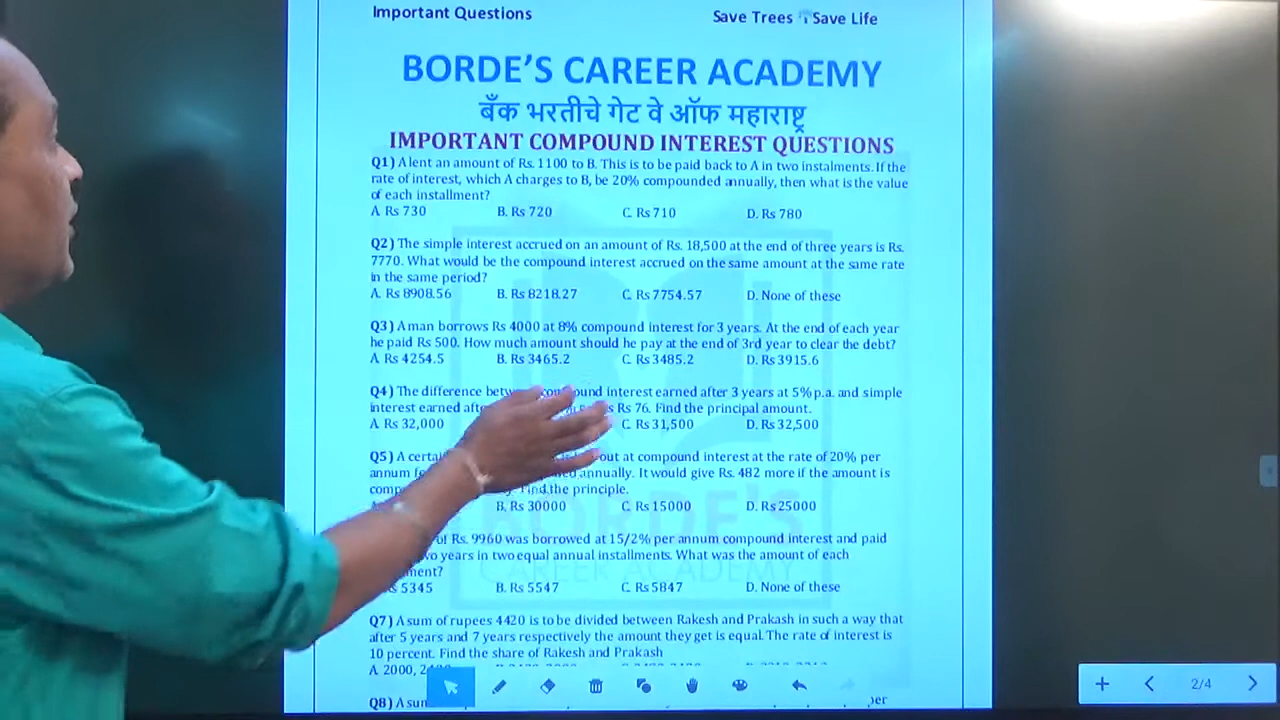 Important Questions Save Trees Save Life
BORDE'S CAREER ACADEMY
बँक भरतीचे गेट वे ऑफ महाराष्ट्र
IMPORTANT COMPOUND INTEREST QUESTIONS
Q1) A lent an amount of Rs. 1100 to B. This is to be paid back to A in two instalments. If the
rate of interest, which A charges to B, be 20% compounded annually, then what is the value
of each installment?
A. Rs 730 B. Rs 720 C. Rs 710 D. Rs 780
Q2) The simple interest accrued on an amount of Rs. 18,500 at the end of three years is Rs.
7770. What would be the compound interest accrued on the same amount at the same rate
in the same period?
A. Rs 8908.56 B. Rs 8218.27 C. Rs 7754.57 D. None of these
Q3) A man borrows Rs 4000 at 8% compound interest for 3 years. At the end of each year
he paid Rs 500. How much amount should he pay at the end of 3rd year to clear the debt?
A Rs 4254.5 B. Rs 3465.2 C. Rs 3485.2 D. Rs 3915.6
Q4) The difference compound interest earned after 3 years at 5% p.a. and simple
interest earned Rs 76. Find the principal amount.
A Rs 32,000 C. Rs 31,500 D. Rs 32,500
Q5) A out at compound interest at the rate of 20% per
annum annually. It would give Rs. 482 more if the amount is
Find the principle.
B. Rs 30000 C. Rs 15000 D. Rs 25000
of Rs. 9960 was borrowed at 15/2% per annum compound interest and paid
years in two equal annual installments. What was the amount of each
5345 B. Rs 5547 C. Rs 5847 D. None of these
Q7) A sum of rupees 4420 is to be divided between Rakesh and Prakash in such a way that
after 5 years and 7 years respectively the amount they get is equal. The rate of interest is
10 percent. Find the share of Rakesh and Prakash
A. 2000,
Q8) A
BORDE'S
CAREER ACADEMY
2/4